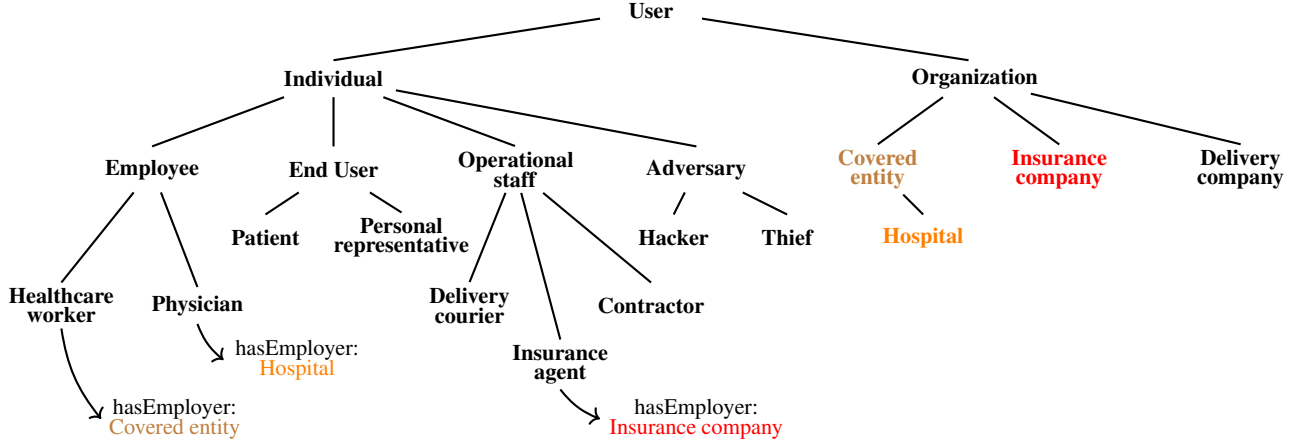 User
Individual
Organization
Employee
End User
Operational
staff
Adversary
Covered
entity
Insurance
company
Delivery
company
Patient
Personal
representative
Hacker
Thief
Hospital
Healthcare
worker
Physician
Delivery
courier
Contractor
hasEmployer:
Hospital
Insurance
agent
hasEmployer:
Covered entity
hasEmployer:
Insurance company